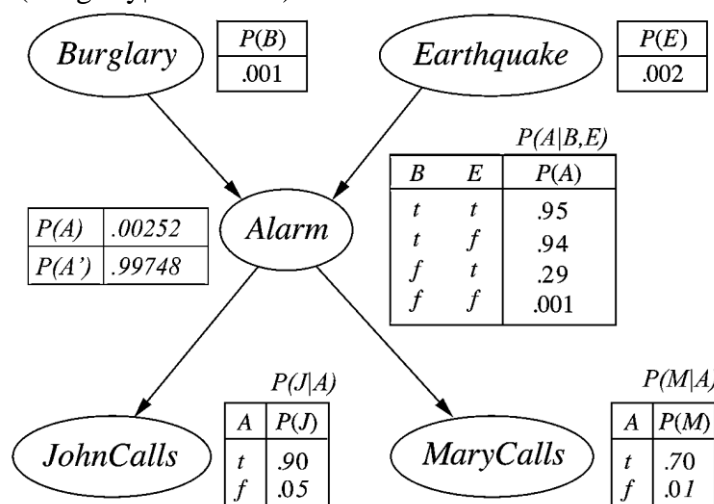 Burglary
P(B)
.001
Earthquake
P(E)
.002
P(A|B,E)
B E P(A)
t t .95
t f .94
f t .29
f f .001
P(A) .00252
P(A’) .99748
Alarm
P(J|A)
A P(J)
t .90
f .05
JohnCalls
P(M|A)
A P(M)
t .70
f .01
MaryCalls